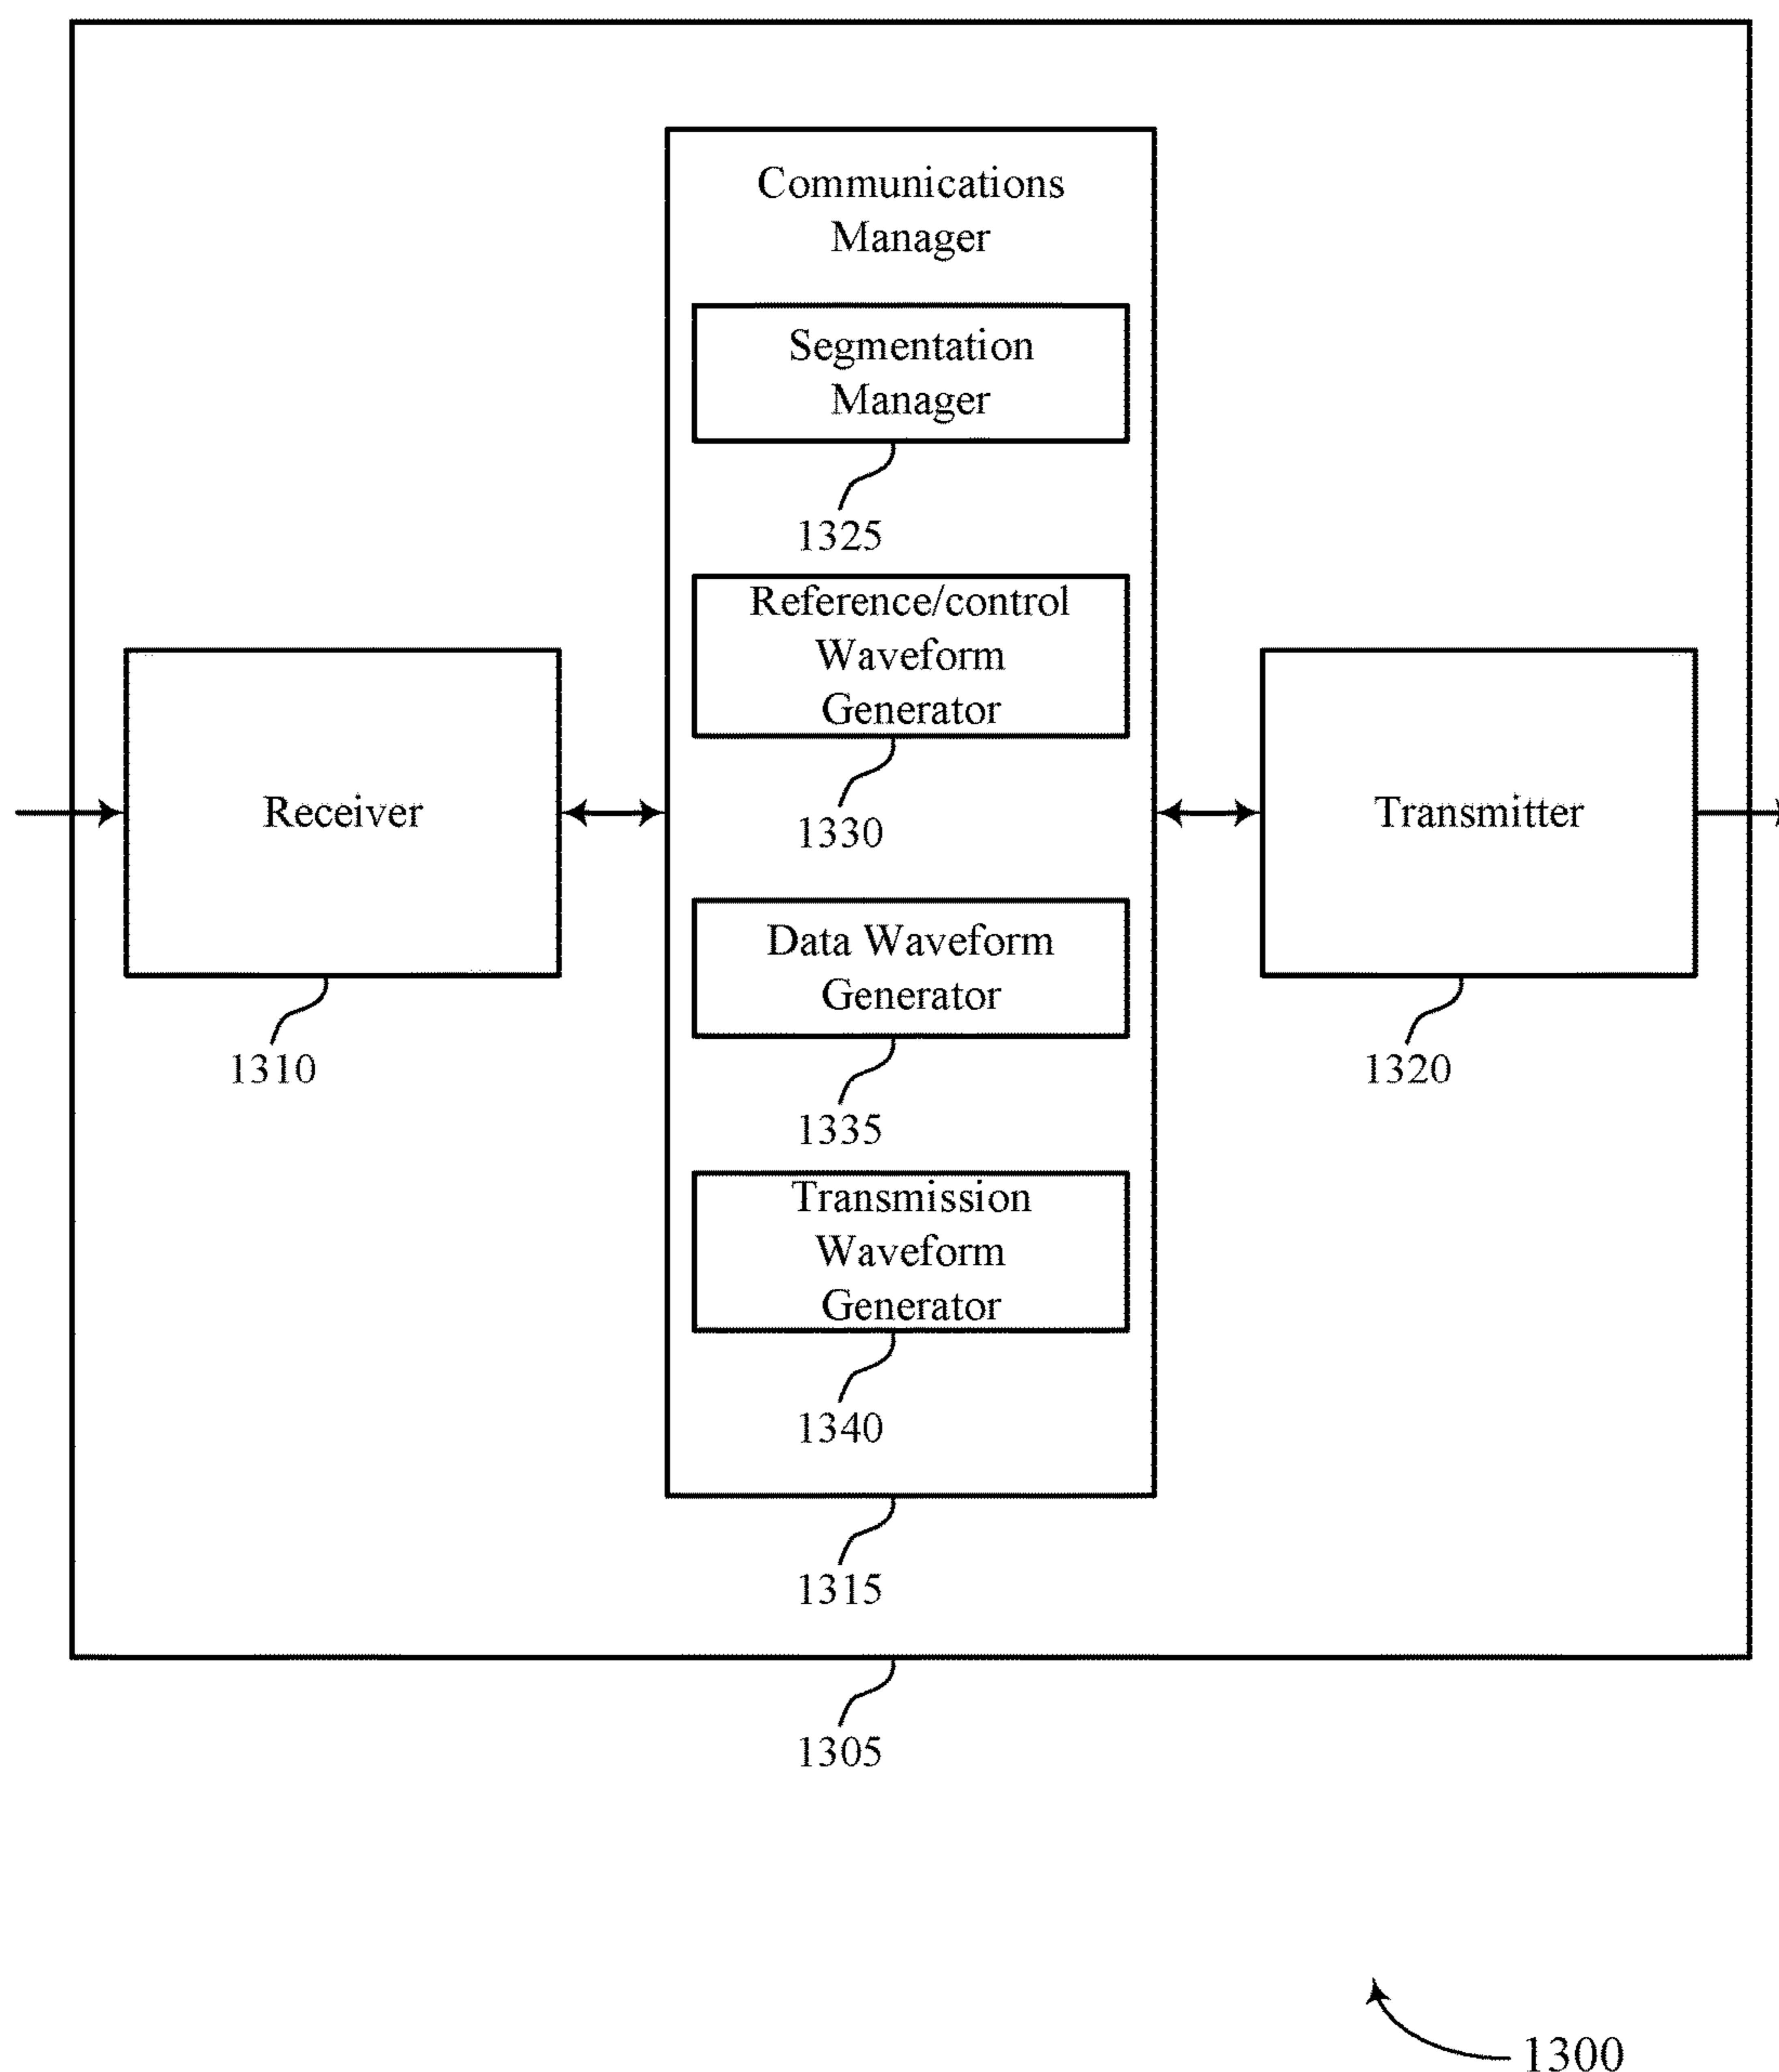 Communications
Manager
Segmentation
Manager
1325
Reference/control
Waveform
Generator
1330
Receiver
1310
Transmitter
1320
Data Waveform
Generator
1335
Transmission
Waveform
Generator
1340
1315
1305
1300